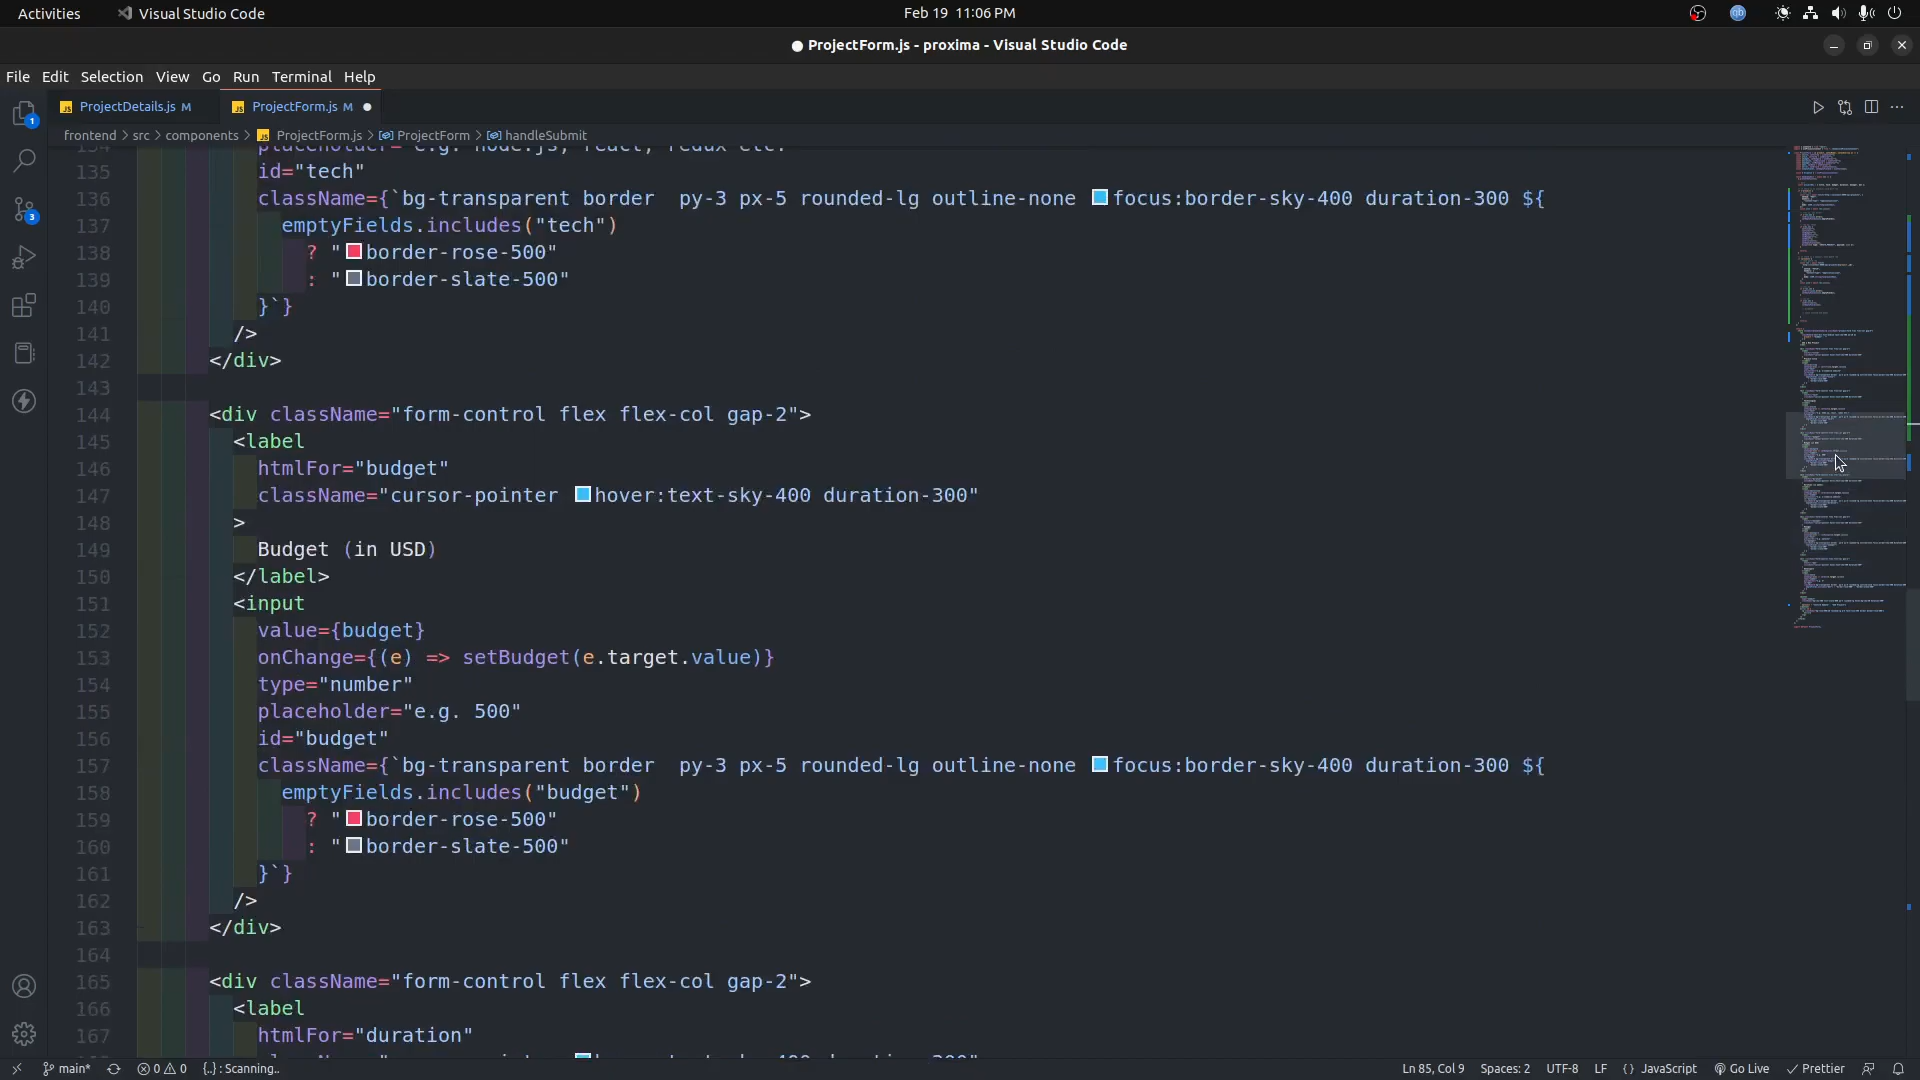 Activities Visual Studio Code Feb 19 11:06 PM
ProjectForm.js - proxima - Visual Studio Code
File Edit Selection View Go Run Terminal Help
ProjectDetails.js M ProjectForm.js M
frontend > src > components > ProjectForm.js > ProjectForm > handleSubmit
placeholder="e.g. node.js, react, redux etc."
135 id="tech"
136 className={`bg-transparent border  py-3 px-5 rounded-lg outline-none focus:border-sky-400 duration-300 ${
137 emptyFields.includes("tech")
138 ? "border-rose-500"
139 : "border-slate-500"
140 }`}
141 />
142 </div>
143
144 <div className="form-control flex flex-col gap-2">
145 <label
146 htmlFor="budget"
147 className="cursor-pointer hover:text-sky-400 duration-300"
148 >
149 Budget (in USD)
150 </label>
151 <input
152 value={budget}
153 onChange={(e) => setBudget(e.target.value)}
154 type="number"
155 placeholder="e.g. 500"
156 id="budget"
157 className={`bg-transparent border  py-3 px-5 rounded-lg outline-none focus:border-sky-400 duration-300 ${
158 emptyFields.includes("budget")
159 ? "border-rose-500"
160 : "border-slate-500"
161 }`}
162 />
163 </div>
164
165 <div className="form-control flex flex-col gap-2">
166 <label
167 htmlFor="duration"
main* 0 0 {..} : Scanning.. Ln 85, Col 9 Spaces: 2 UTF-8 LF {} JavaScript Go Live Prettier